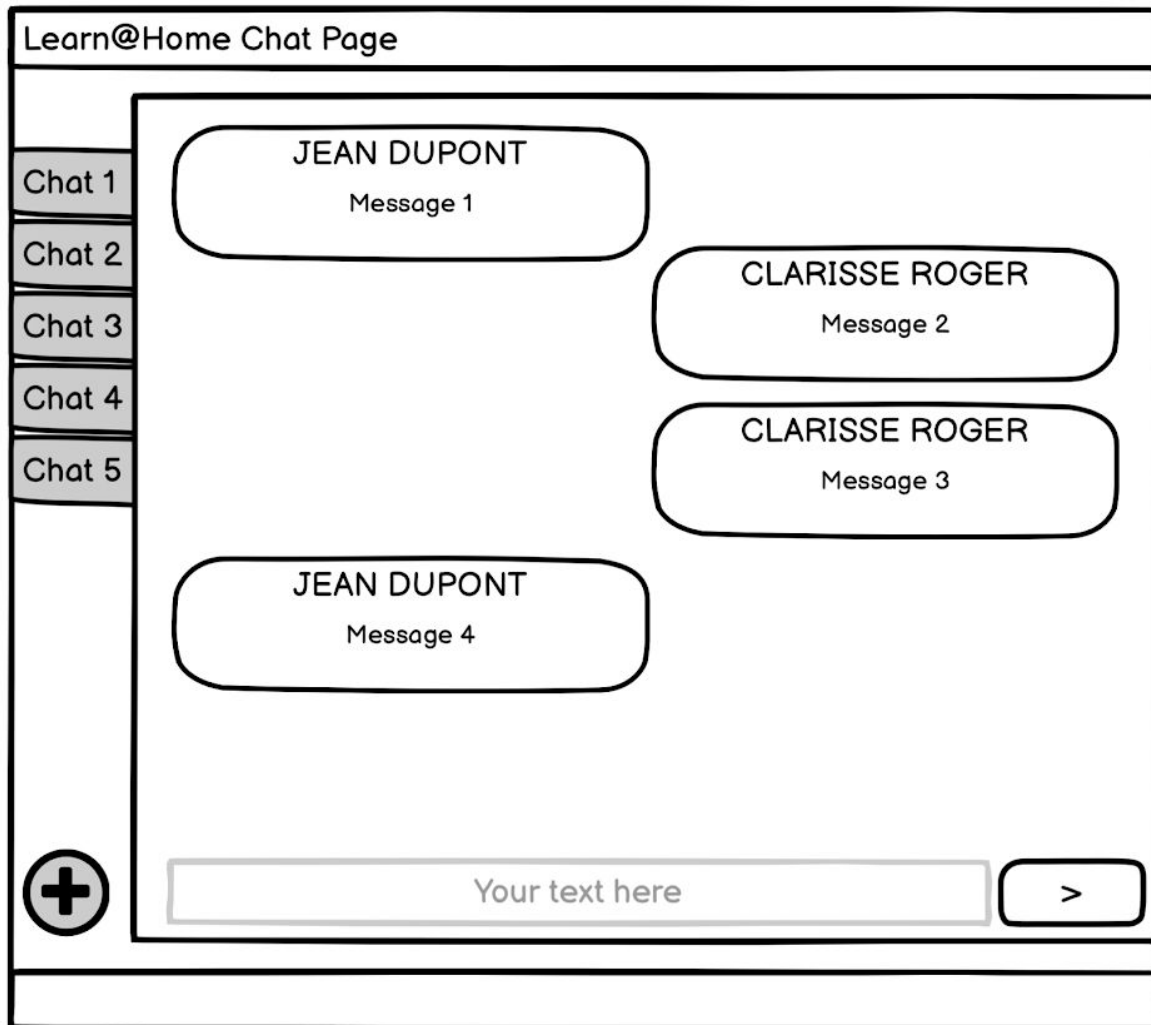 Learn@Home Chat Page
Chat 1
Chat 2
Chat 3
Chat 4
Chat 5
JEAN DUPONT
Message 1
CLARISSE ROGER
Message 2
CLARISSE ROGER
Message 3
JEAN DUPONT
Message 4
Your text here
>